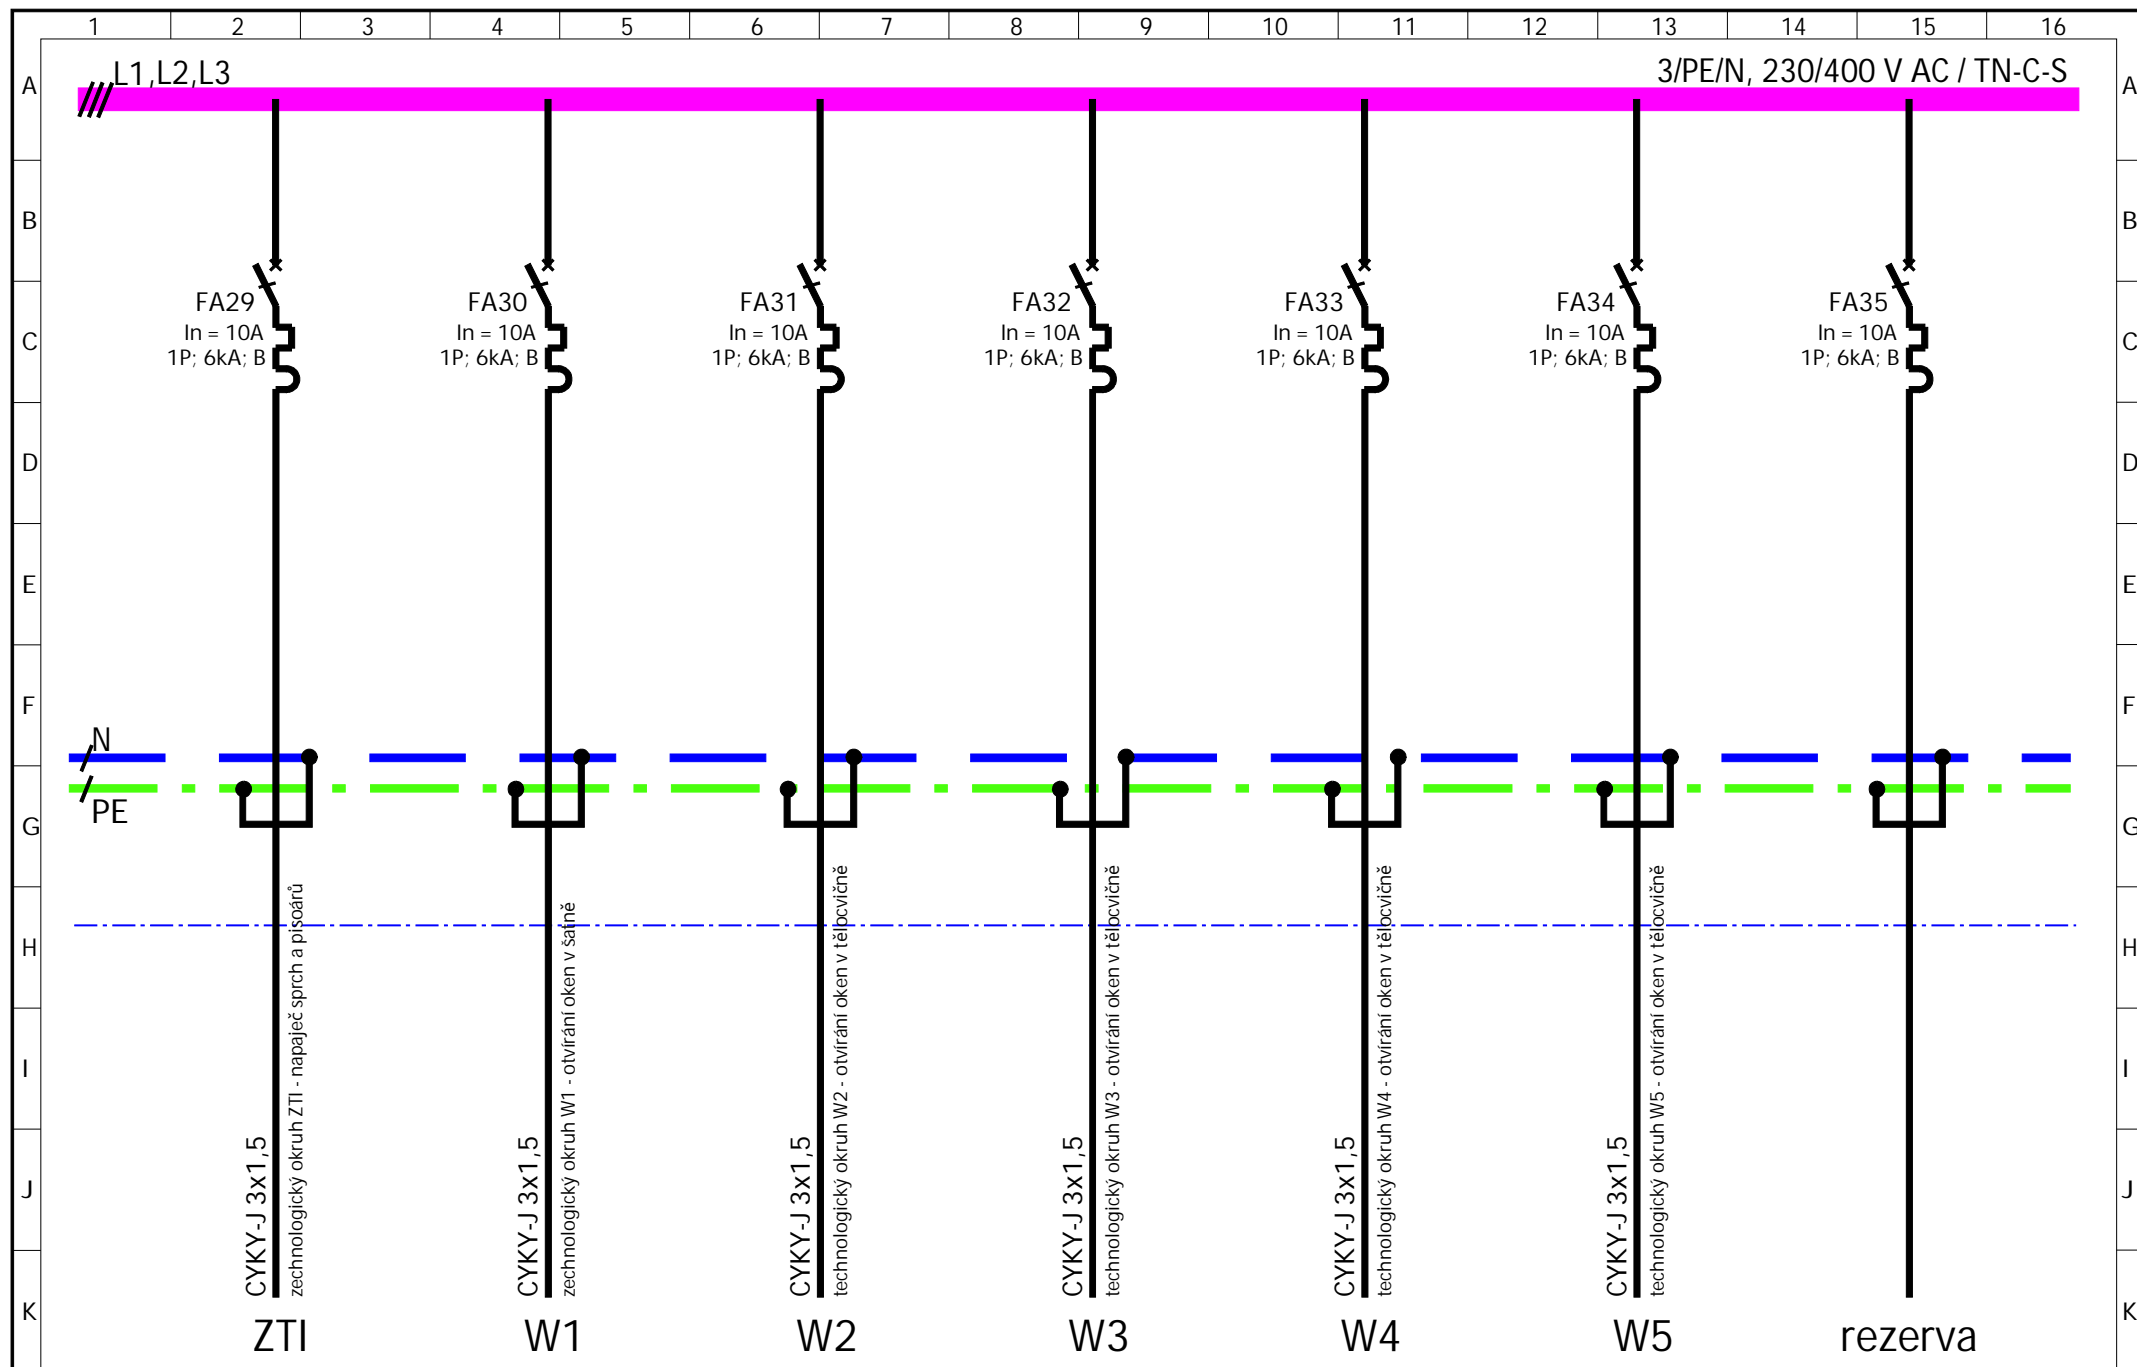 1 2 3 4 5 6 7 8 9 10 11 12 13 14 15 16
A A
L1,L2,L3
3/PE/N, 230/400 V AC / TN-C-S
B B
FA29
In = 10A
1P; 6kA; B
FA30
In = 10A
1P; 6kA; B
FA31
In = 10A
1P; 6kA; B
FA32
In = 10A
1P; 6kA; B
FA33
In = 10A
1P; 6kA; B
FA34
In = 10A
1P; 6kA; B
FA35
In = 10A
1P; 6kA; B
C C
D D
E E
F F
N
PE
G G
H H
I I
J J
K K
CYKY-J 3x1,5
zechnologický okruh ZTI - napaječ sprch a pisoárů
CYKY-J 3x1,5
zechnologický okruh W1 - otvírání oken v šatně
CYKY-J 3x1,5
technologický okruh W2 - otvírání oken v tělocvičně
CYKY-J 3x1,5
technologický okruh W3 - otvírání oken v tělocvičně
CYKY-J 3x1,5
technologický okruh W4 - otvírání oken v tělocvičně
CYKY-J 3x1,5
technologický okruh W5 - otvírání oken v tělocvičně
ZTI W1 W2 W3 W4 W5 rezerva